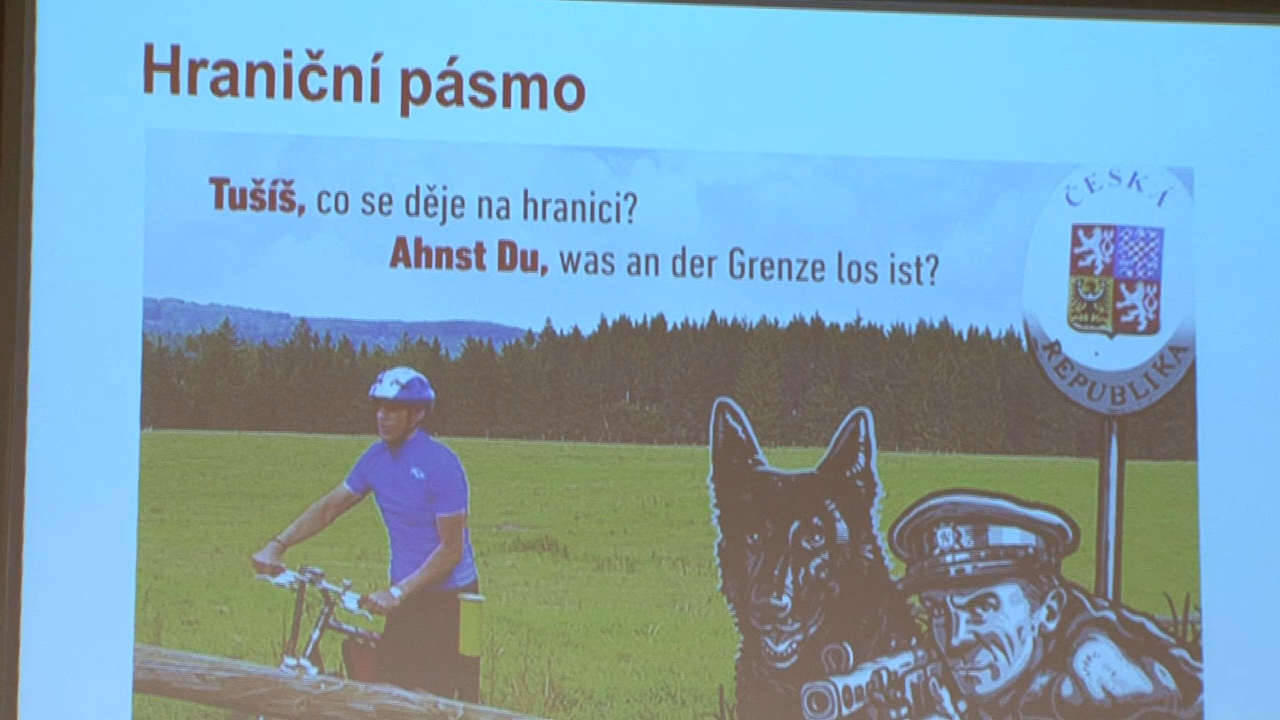 Hraniční pásmo
Tušíš, co se děje na hranici?
Ahnst Du, was an der Grenze los ist?
ČESKÁ
REPUBLIKA